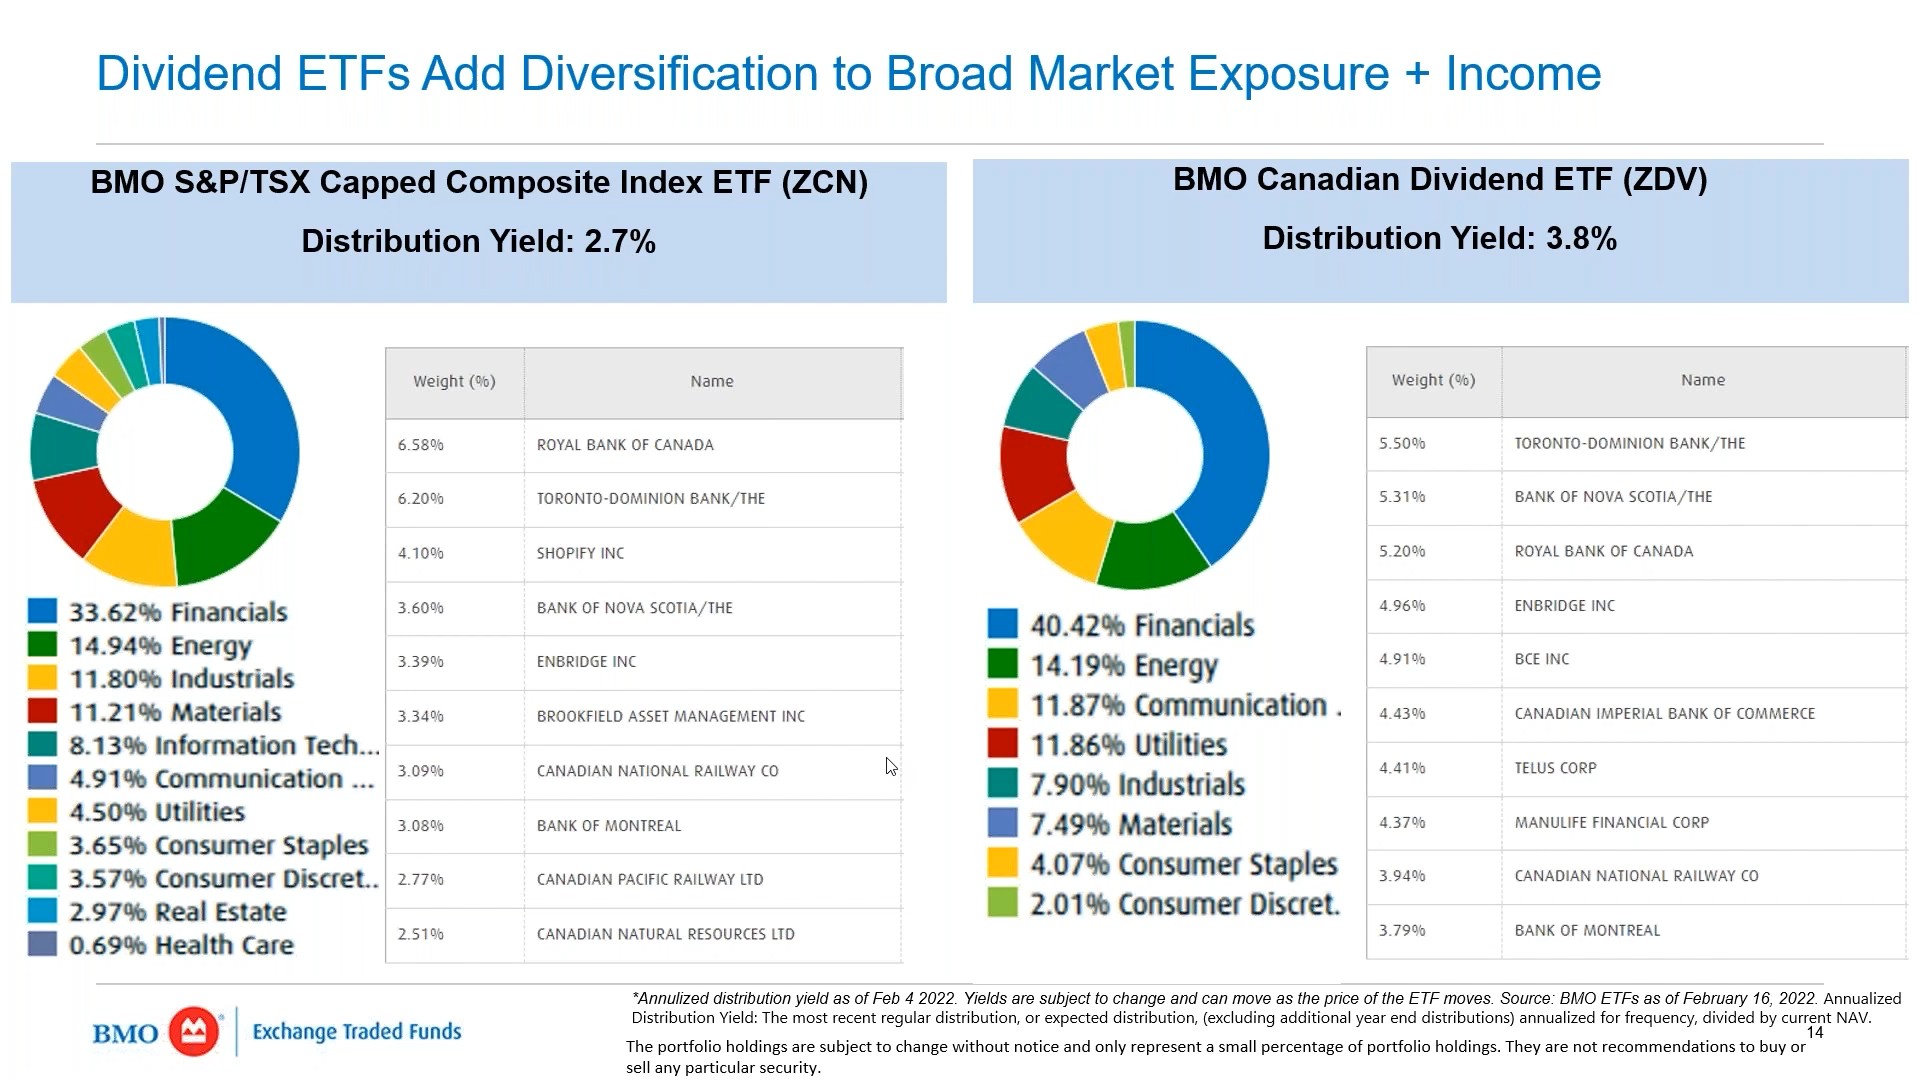 Dividend ETFs Add Diversification to Broad Market Exposure + Income
BMO S&P/TSX Capped Composite Index ETF (ZCN)
Distribution Yield: 2.7%
33.62% Financials
14.94% Energy
11.80% Industrials
11.21% Materials
8.13% Information Tech...
4.91% Communication ...
4.50% Utilities
3.65% Consumer Staples
3.57% Consumer Discret..
2.97% Real Estate
0.69% Health Care
Weight (%) Name
6.58% ROYAL BANK OF CANADA
6.20% TORONTO-DOMINION BANK/THE
4.10% SHOPIFY INC
3.60% BANK OF NOVA SCOTIA/THE
3.39% ENBRIDGE INC
3.34% BROOKFIELD ASSET MANAGEMENT INC
3.09% CANADIAN NATIONAL RAILWAY CO
3.08% BANK OF MONTREAL
2.77% CANADIAN PACIFIC RAILWAY LTD
2.51% CANADIAN NATURAL RESOURCES LTD
BMO Canadian Dividend ETF (ZDV)
Distribution Yield: 3.8%
40.42% Financials
14.19% Energy
11.87% Communication .
11.86% Utilities
7.90% Industrials
7.49% Materials
4.07% Consumer Staples
2.01% Consumer Discret.
Weight (%) Name
5.50% TORONTO-DOMINION BANK/THE
5.31% BANK OF NOVA SCOTIA/THE
5.20% ROYAL BANK OF CANADA
4.96% ENBRIDGE INC
4.91% BCE INC
4.43% CANADIAN IMPERIAL BANK OF COMMERCE
4.41% TELUS CORP
4.37% MANULIFE FINANCIAL CORP
3.94% CANADIAN NATIONAL RAILWAY CO
3.79% BANK OF MONTREAL
BMO Exchange Traded Funds
*Annulized distribution yield as of Feb 4 2022. Yields are subject to change and can move as the price of the ETF moves. Source: BMO ETFs as of February 16, 2022. Annualized
Distribution Yield: The most recent regular distribution, or expected distribution, (excluding additional year end distributions) annualized for frequency, divided by current NAV.
14
The portfolio holdings are subject to change without notice and only represent a small percentage of portfolio holdings. They are not recommendations to buy or
sell any particular security.